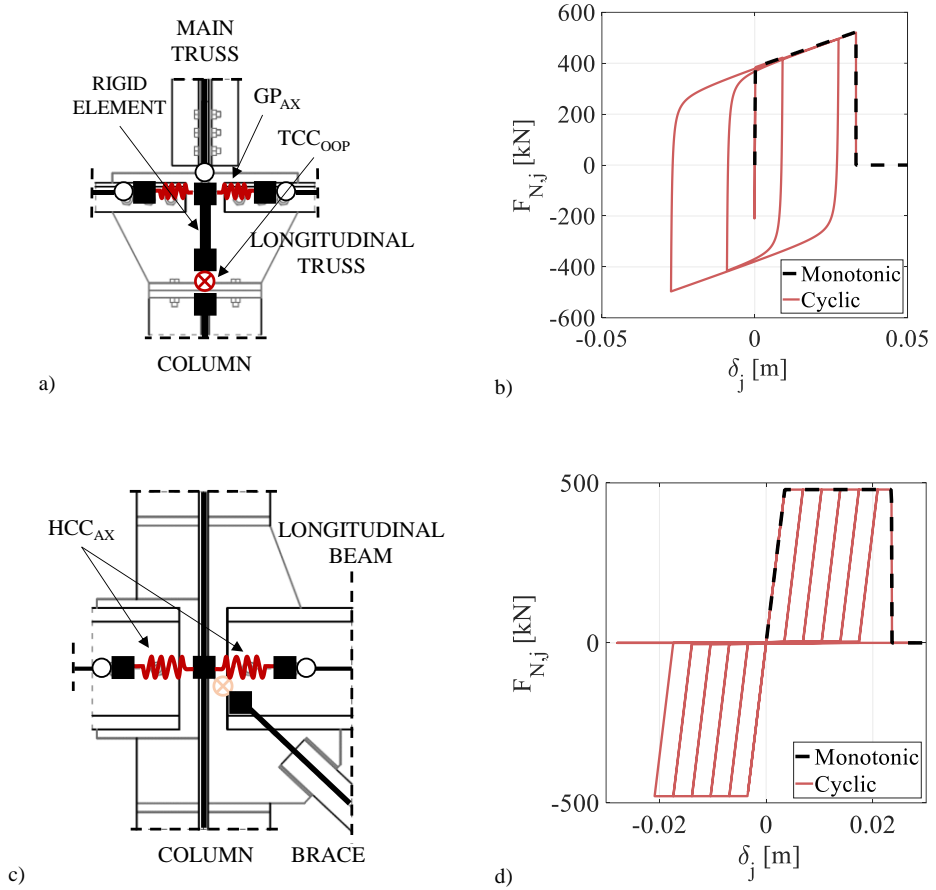 MAIN
TRUSS
RIGID
ELEMENT
GP_AX
TCC_OOP
LONGITUDINAL
TRUSS
COLUMN
a)
600
400
200
0
-200
-400
-600
F_N,j [kN]
-0.05
0
0.05
δ_j [m]
Monotonic
Cyclic
b)
HCC_AX
LONGITUDINAL
BEAM
COLUMN
BRACE
c)
500
0
-500
F_N,j [kN]
-0.02
0
0.02
δ_j [m]
Monotonic
Cyclic
d)